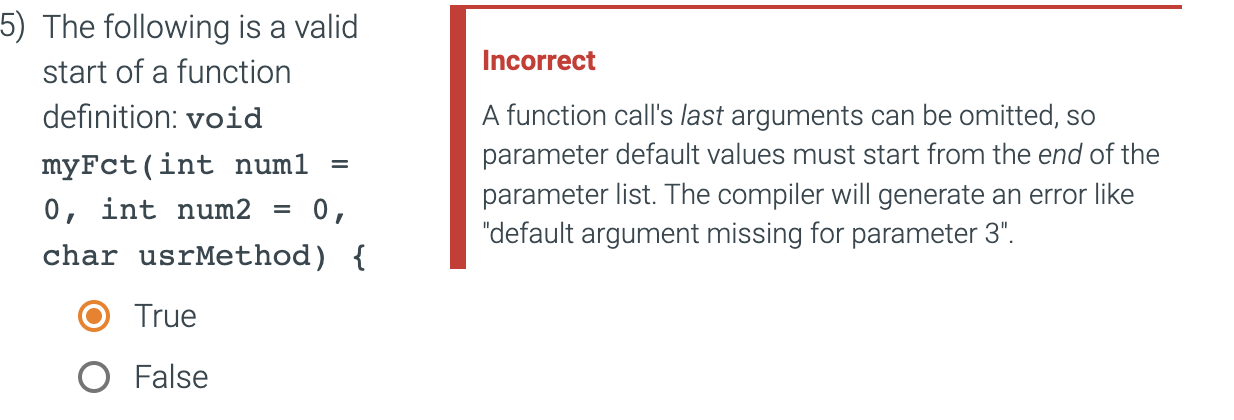 5) The following is a valid
start of a function
definition: void
myFct(int num1 =
0, int num2 = 0,
char usrMethod) {
True
False
Incorrect
A function call's last arguments can be omitted, so
parameter default values must start from the end of the
parameter list. The compiler will generate an error like
"default argument missing for parameter 3".